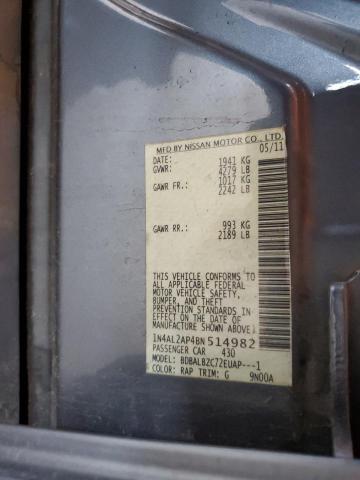 MFD BY NISSAN MOTOR CO., LTD.
DATE: 05/11
GVWR: 1941 KG
4279 LB
GAWR FR: 1017 KG
2242 LB
GAWR RR: 993 KG
2189 LB
THIS VEHICLE CONFORMS TO
ALL APPLICABLE FEDERAL
MOTOR VEHICLE SAFETY,
BUMPER, AND THEFT
PREVENTION STANDARDS IN
EFFECT ON THE DATE OF
MANUFACTURE SHOWN ABOVE.
1N4AL2AP4BN514982
PASSENGER CAR 430
MODEL: BDBALBZC72EUAP---1
COLOR: RAP TRIM: G 9N00A